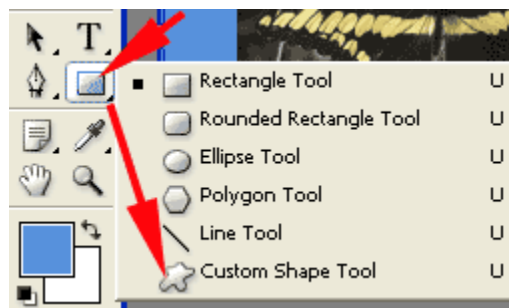 T
Rectangle Tool U
Rounded Rectangle Tool U
Ellipse Tool U
Polygon Tool U
Line Tool U
Custom Shape Tool U